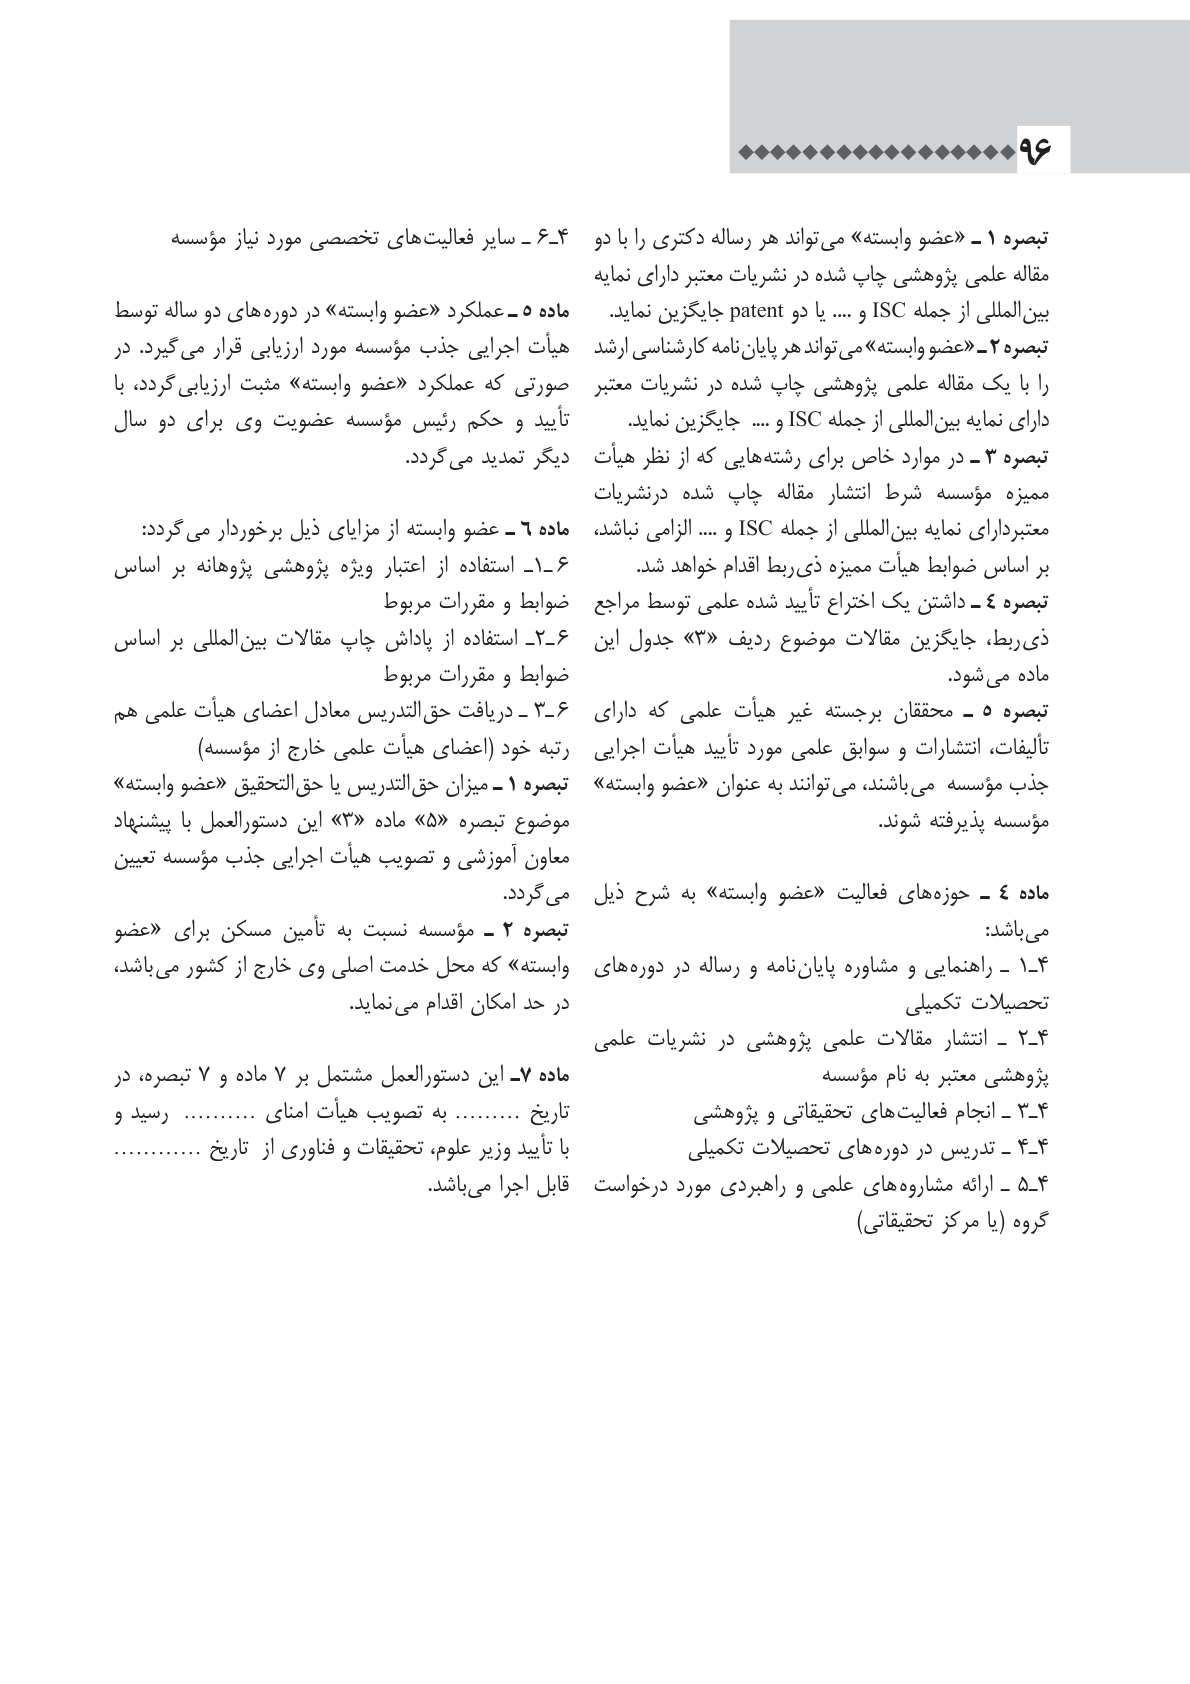 ۹۶
تبصره ۱ ـ «عضو وابسته» می‌تواند هر رساله دکتری را با دو
مقاله علمی پژوهشی چاپ شده در نشریات معتبر دارای نمایه
بین‌المللی از جمله ISC و .... یا دو patent جایگزین نماید.
تبصره ۲ ـ «عضو وابسته» می‌تواند هر پایان‌نامه کارشناسی ارشد
را با یک مقاله علمی پژوهشی چاپ شده در نشریات معتبر
دارای نمایه بین‌المللی از جمله ISC و .... جایگزین نماید.
تبصره ۳ ـ در موارد خاص برای رشته‌هایی که از نظر هیأت
ممیزه مؤسسه شرط انتشار مقاله چاپ شده درنشریات
معتبردارای نمایه بین‌المللی از جمله ISC و .... الزامی نباشد،
بر اساس ضوابط هیأت ممیزه ذی‌ربط اقدام خواهد شد.
تبصره ٤ ـ داشتن یک اختراع تأیید شده علمی توسط مراجع
ذی‌ربط، جایگزین مقالات موضوع ردیف «۳» جدول این
ماده می‌شود.
تبصره ۵ ـ محققان برجسته غیر هیأت علمی که دارای
تألیفات، انتشارات و سوابق علمی مورد تأیید هیأت اجرایی
جذب مؤسسه می‌باشند، می‌توانند به عنوان «عضو وابسته»
مؤسسه پذیرفته شوند.
ماده ٤ ـ حوزه‌های فعالیت «عضو وابسته» به شرح ذیل
می‌باشد:
۴ـ۱ ـ راهنمایی و مشاوره پایان‌نامه و رساله در دوره‌های
تحصیلات تکمیلی
۴ـ۲ ـ انتشار مقالات علمی پژوهشی در نشریات علمی
پژوهشی معتبر به نام مؤسسه
۴ـ۳ ـ انجام فعالیت‌های تحقیقاتی و پژوهشی
۴ـ۴ ـ تدریس در دوره‌های تحصیلات تکمیلی
۴ـ۵ ـ ارائه مشاروه‌های علمی و راهبردی مورد درخواست
گروه (یا مرکز تحقیقاتی)
۴ـ۶ ـ سایر فعالیت‌های تخصصی مورد نیاز مؤسسه
ماده ۵ ـ عملکرد «عضو وابسته» در دوره‌های دو ساله توسط
هیأت اجرایی جذب مؤسسه مورد ارزیابی قرار می‌گیرد. در
صورتی که عملکرد «عضو وابسته» مثبت ارزیابی‌گردد، با
تأیید و حکم رئیس مؤسسه عضویت وی برای دو سال
دیگر تمدید می‌گردد.
ماده ٦ ـ عضو وابسته از مزایای ذیل برخوردار می‌گردد:
۶ـ۱ـ استفاده از اعتبار ویژه پژوهشی پژوهانه بر اساس
ضوابط و مقررات مربوط
۶ـ۲ـ استفاده از پاداش چاپ مقالات بین‌المللی بر اساس
ضوابط و مقررات مربوط
۶ـ۳ ـ دریافت حق‌التدریس معادل اعضای هیأت علمی هم
رتبه خود (اعضای هیأت علمی خارج از مؤسسه)
تبصره ۱ ـ میزان حق‌التدریس یا حق‌التحقیق «عضو وابسته»
موضوع تبصره «۵» ماده «۳» این دستورالعمل با پیشنهاد
معاون آموزشی و تصویب هیأت اجرایی جذب مؤسسه تعیین
می‌گردد.
تبصره ۲ ـ مؤسسه نسبت به تأمین مسکن برای «عضو
وابسته» که محل خدمت اصلی وی خارج از کشور می‌باشد،
در حد امکان اقدام می‌نماید.
ماده ۷ـ این دستورالعمل مشتمل بر ۷ ماده و ۷ تبصره، در
تاریخ ......... به تصویب هیأت امنای .......... رسید و
با تأیید وزیر علوم، تحقیقات و فناوری از تاریخ ............
قابل اجرا می‌باشد.